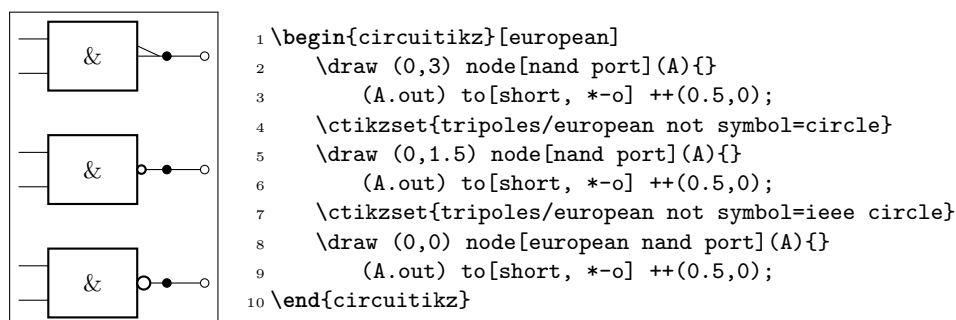 &
&
&
1 \begin{circuitikz}[european]
2     \draw (0,3) node[nand port](A){}
3         (A.out) to[short, *-o] ++(0.5,0);
4     \ctikzset{tripoles/european not symbol=circle}
5     \draw (0,1.5) node[nand port](A){}
6         (A.out) to[short, *-o] ++(0.5,0);
7     \ctikzset{tripoles/european not symbol=ieee circle}
8     \draw (0,0) node[european nand port](A){}
9         (A.out) to[short, *-o] ++(0.5,0);
10 \end{circuitikz}